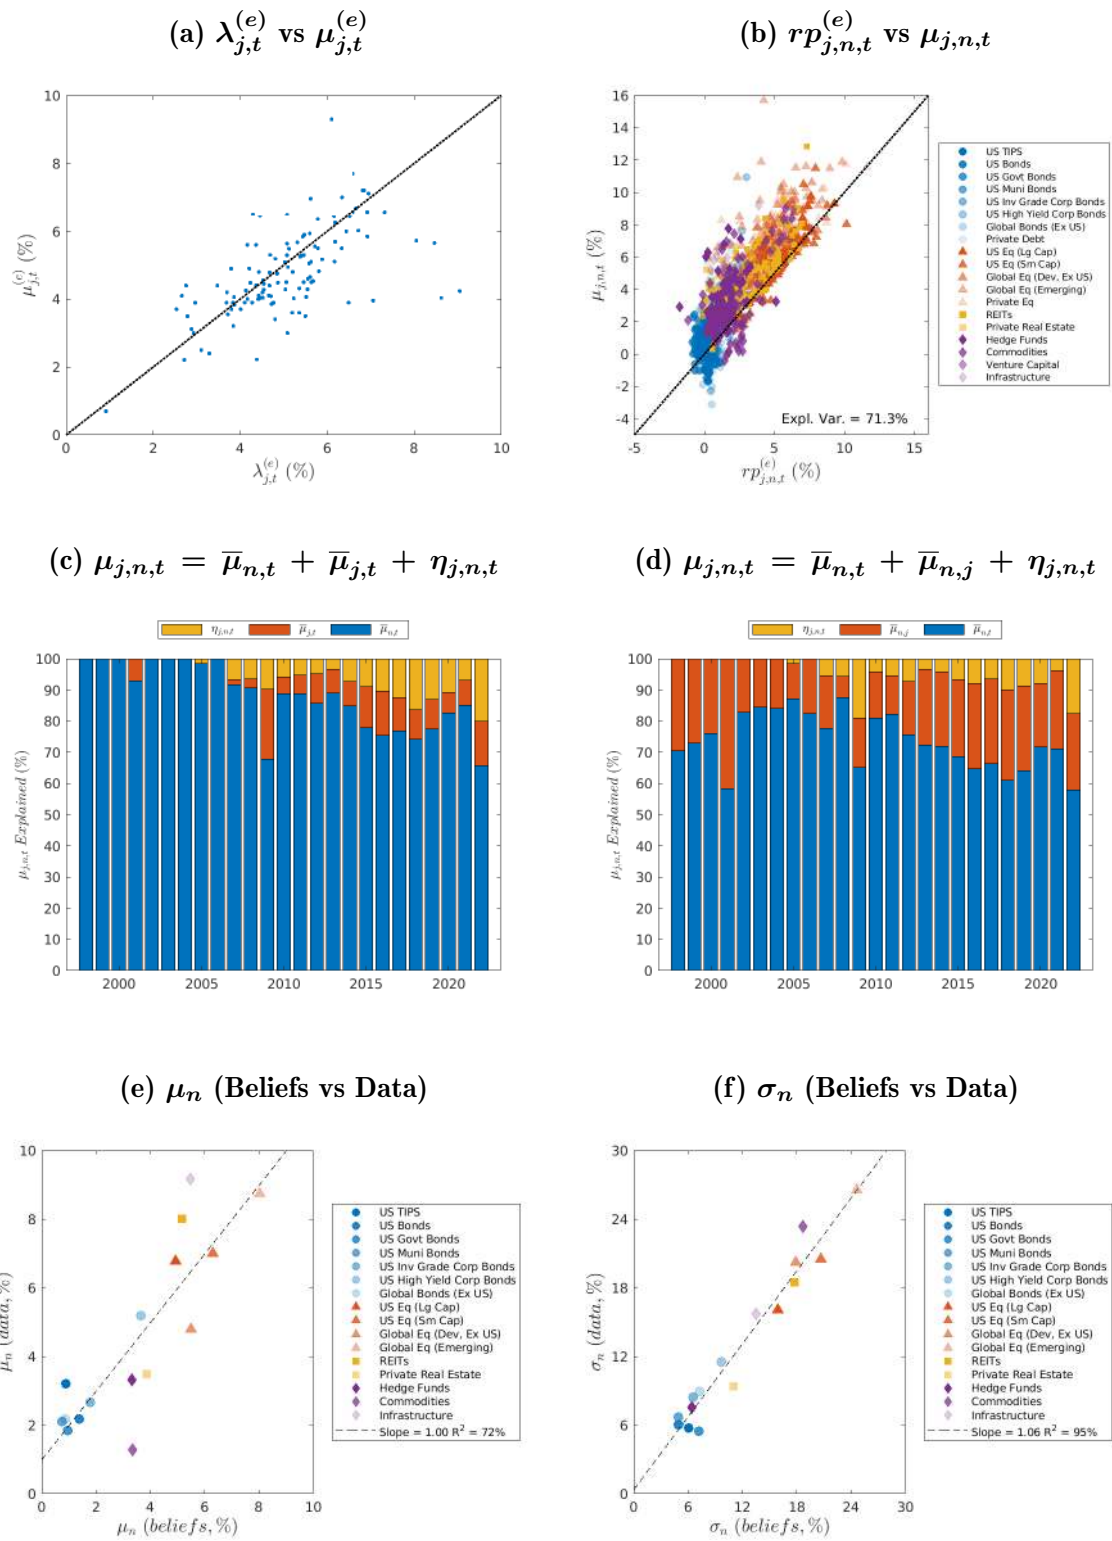 (a) λ_{j,t}^{(e)} vs μ_{j,t}^{(e)}
(b) rp_{j,n,t}^{(e)} vs μ_{j,n,t}
10
8
6
4
2
0
μ_{j,t}^{(e)} (%)
0 2 4 6 8 10
λ_{j,t}^{(e)} (%)
16
14
12
10
8
6
4
2
0
-2
-4
μ_{j,n,t} (%)
Expl. Var. = 71.3%
-5 0 5 10 15
rp_{j,n,t}^{(e)} (%)
US TIPS
US Bonds
US Govt Bonds
US Muni Bonds
US Inv Grade Corp Bonds
US High Yield Corp Bonds
Global Bonds (Ex US)
Private Debt
US Eq (Lg Cap)
US Eq (Sm Cap)
Global Eq (Dev, Ex US)
Global Eq (Emerging)
Private Eq
REITs
Private Real Estate
Hedge Funds
Commodities
Venture Capital
Infrastructure
(c) μ_{j,n,t} = μ̄_{n,t} + μ̄_{j,t} + η_{j,n,t}
(d) μ_{j,n,t} = μ̄_{n,t} + μ̄_{n,j} + η_{j,n,t}
η_{j,n,t} μ̄_{j,t} μ̄_{n,t}
100
90
80
70
60
50
40
30
20
10
0
μ_{j,n,t} Explained (%)
2000 2005 2010 2015 2020
η_{j,n,t} μ̄_{n,j} μ̄_{n,t}
100
90
80
70
60
50
40
30
20
10
0
μ_{j,n,t} Explained (%)
2000 2005 2010 2015 2020
(e) μ_n (Beliefs vs Data)
(f) σ_n (Beliefs vs Data)
10
8
6
4
2
0
μ_n (data, %)
0 2 4 6 8 10
μ_n (beliefs, %)
US TIPS
US Bonds
US Govt Bonds
US Muni Bonds
US Inv Grade Corp Bonds
US High Yield Corp Bonds
Global Bonds (Ex US)
US Eq (Lg Cap)
US Eq (Sm Cap)
Global Eq (Dev, Ex US)
Global Eq (Emerging)
REITs
Private Real Estate
Hedge Funds
Commodities
Infrastructure
Slope = 1.00 R² = 72%
30
24
18
12
6
0
σ_n (data, %)
0 6 12 18 24 30
σ_n (beliefs, %)
US TIPS
US Bonds
US Govt Bonds
US Muni Bonds
US Inv Grade Corp Bonds
US High Yield Corp Bonds
Global Bonds (Ex US)
US Eq (Lg Cap)
US Eq (Sm Cap)
Global Eq (Dev, Ex US)
Global Eq (Emerging)
REITs
Private Real Estate
Hedge Funds
Commodities
Infrastructure
Slope = 1.06 R² = 95%